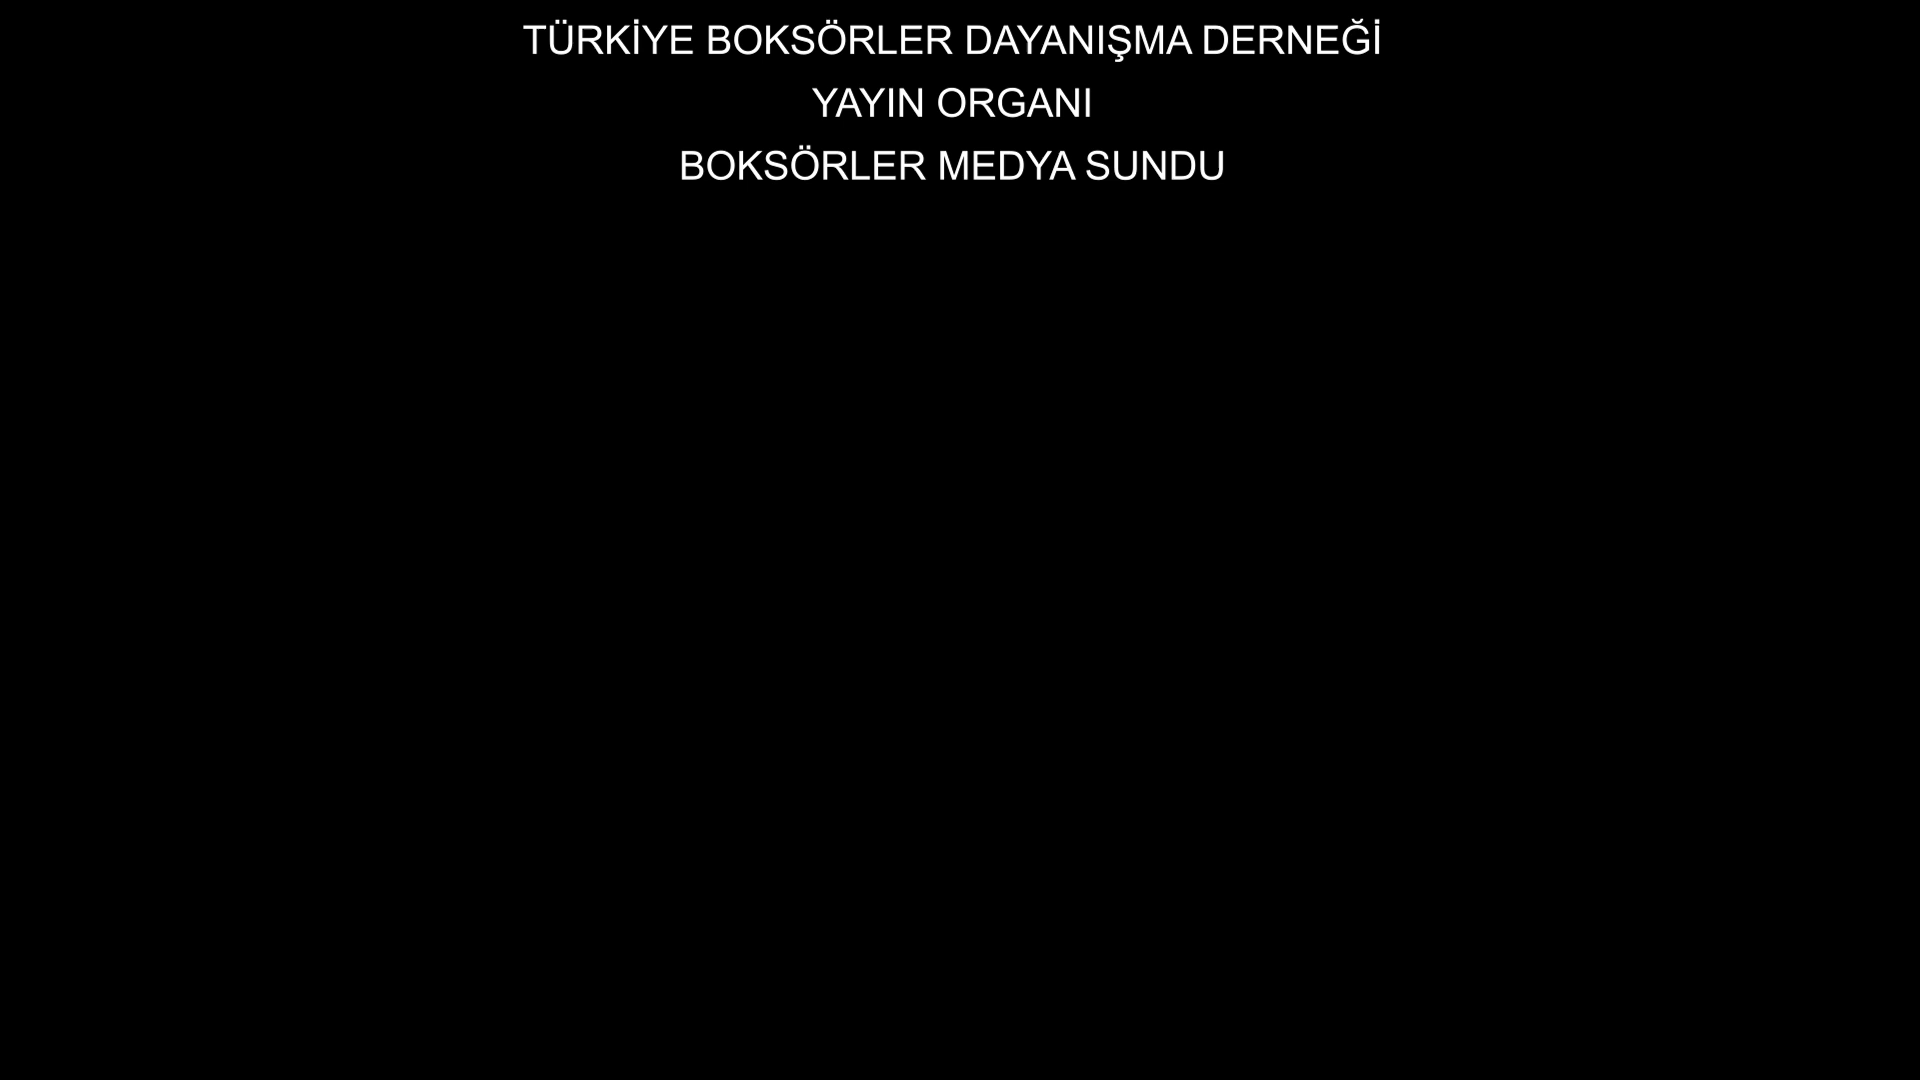 TÜRKİYE BOKSÖRLER DAYANIŞMA DERNEĞİ
YAYIN ORGANI
BOKSÖRLER MEDYA SUNDU